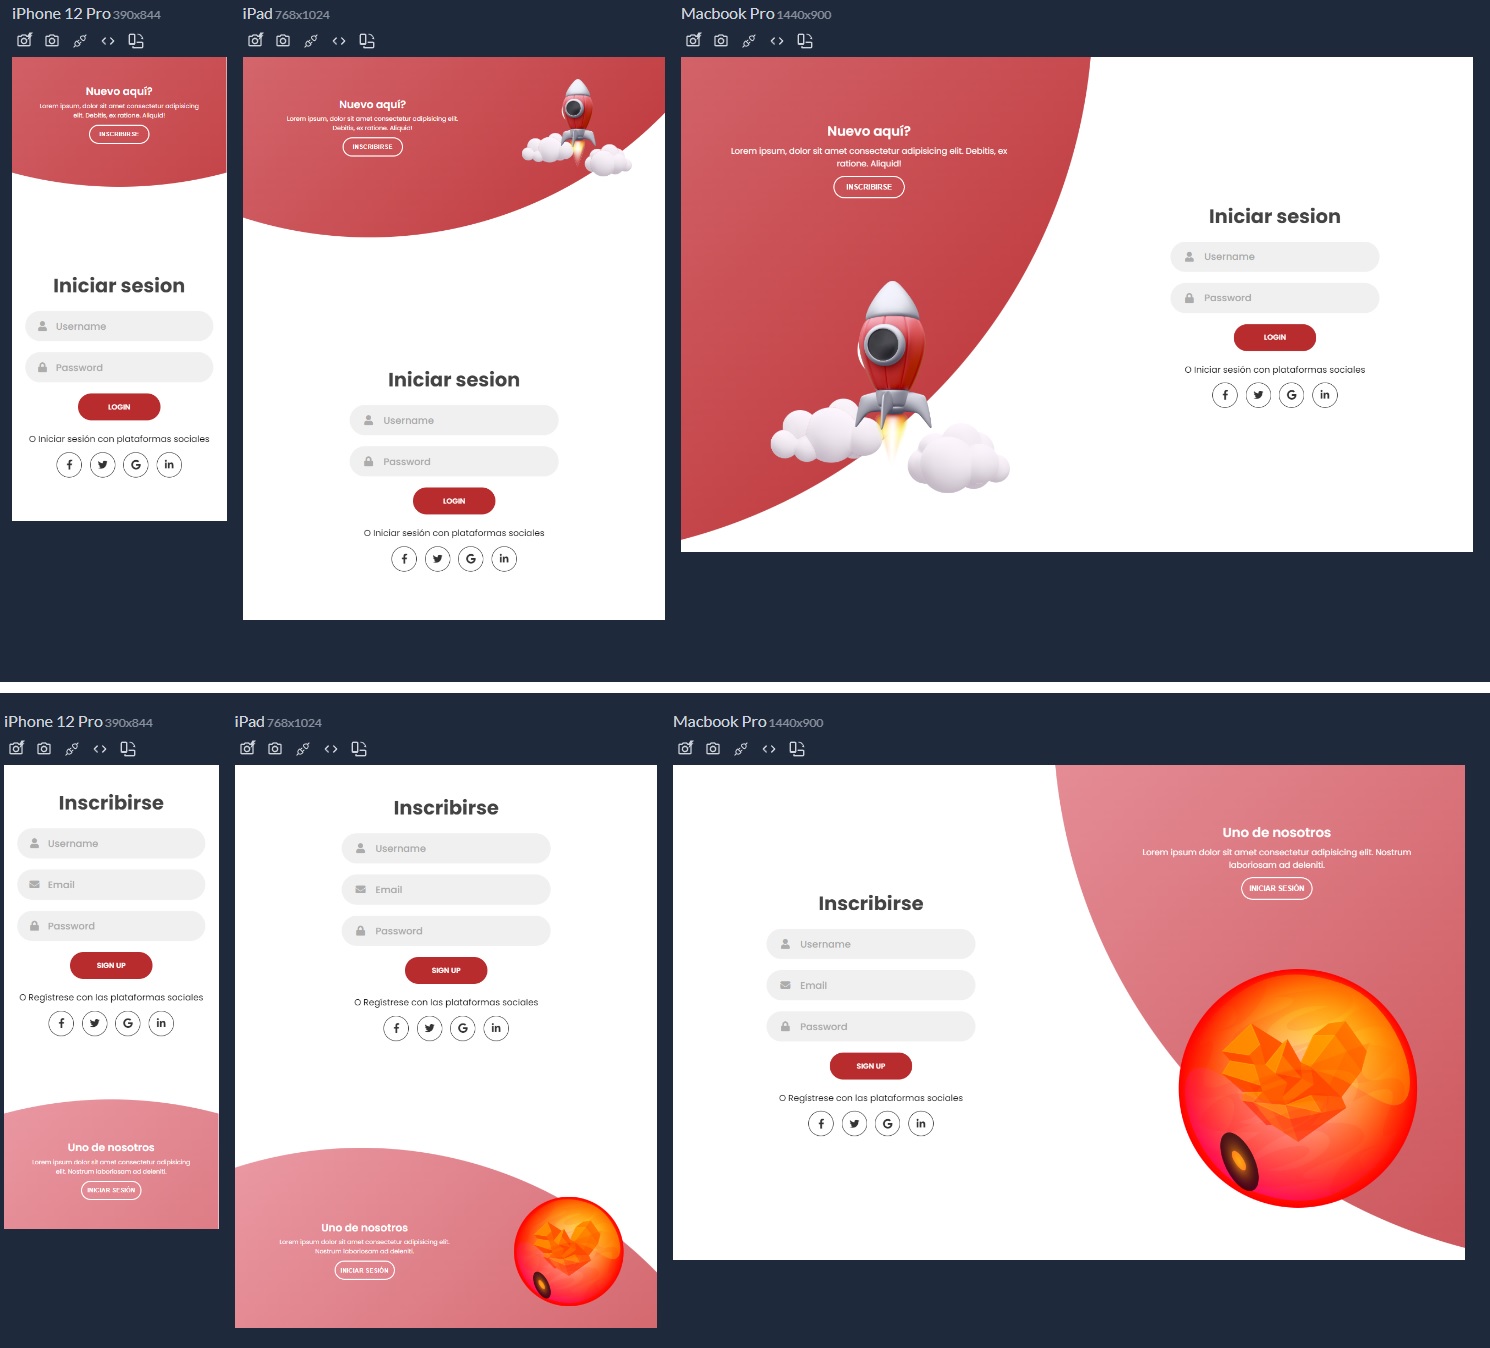 iPhone 12 Pro 390x844
Nuevo aquí?
Lorem ipsum, dolor sit amet consectetur adipisicing
elit. Debitis, ex ratione. Aliquid!
INSCRIBIRSE
Iniciar sesion
Username
Password
LOGIN
O Iniciar sesión con plataformas sociales
f
G
in
iPad 768x1024
Nuevo aquí?
Lorem ipsum, dolor sit amet consectetur adipisicing elit.
Debitis, ex ratione. Aliquid!
INSCRIBIRSE
Iniciar sesion
Username
Password
LOGIN
O Iniciar sesión con plataformas sociales
f
G
in
Macbook Pro 1440x900
Nuevo aquí?
Lorem ipsum, dolor sit amet consectetur adipisicing elit. Debitis, ex
ratione. Aliquid!
INSCRIBIRSE
Iniciar sesion
Username
Password
LOGIN
O Iniciar sesión con plataformas sociales
f
G
in
iPhone 12 Pro 390x844
Inscribirse
Username
Email
Password
SIGN UP
O Regístrese con las plataformas sociales
f
G
in
Uno de nosotros
Lorem ipsum dolor sit amet consectetur adipisicing
elit. Nostrum laboriosam ad deleniti.
INICIAR SESIÓN
iPad 768x1024
Inscribirse
Username
Email
Password
SIGN UP
O Regístrese con las plataformas sociales
f
G
in
Uno de nosotros
Lorem ipsum dolor sit amet consectetur adipisicing elit.
Nostrum laboriosam ad deleniti.
INICIAR SESIÓN
Macbook Pro 1440x900
Inscribirse
Username
Email
Password
SIGN UP
O Regístrese con las plataformas sociales
f
G
in
Uno de nosotros
Lorem ipsum dolor sit amet consectetur adipisicing elit. Nostrum
laboriosam ad deleniti.
INICIAR SESIÓN